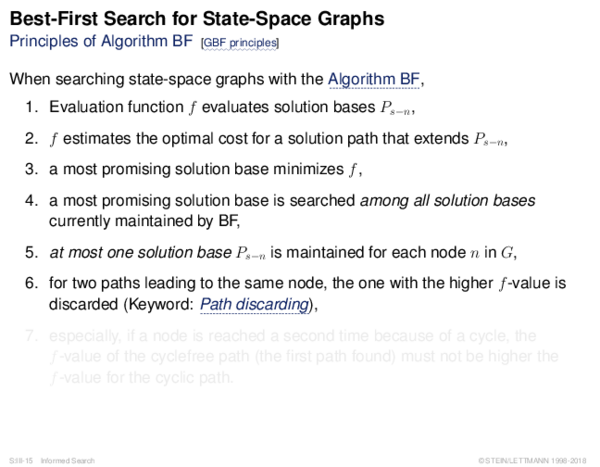 Best-First Search for State-Space Graphs
Principles of Algorithm BF [GBF principles]
When searching state-space graphs with the Algorithm BF,
1. Evaluation function f evaluates solution bases Pₛ₋ₙ,
2. f estimates the optimal cost for a solution path that extends Pₛ₋ₙ,
3. a most promising solution base minimizes f,
4. a most promising solution base is searched among all solution bases
currently maintained by BF,
5. at most one solution base Pₛ₋ₙ is maintained for each node n in G,
6. for two paths leading to the same node, the one with the higher f-value is
discarded (Keyword: Path discarding),
7. especially, if a node is reached a second time because of a cycle, the
f-value of the cyclefree path (the first path found) must not be higher the
f-value for the cyclic path.
S:II-15 Informed Search ©STEIN/LETTMANN 1998-2018